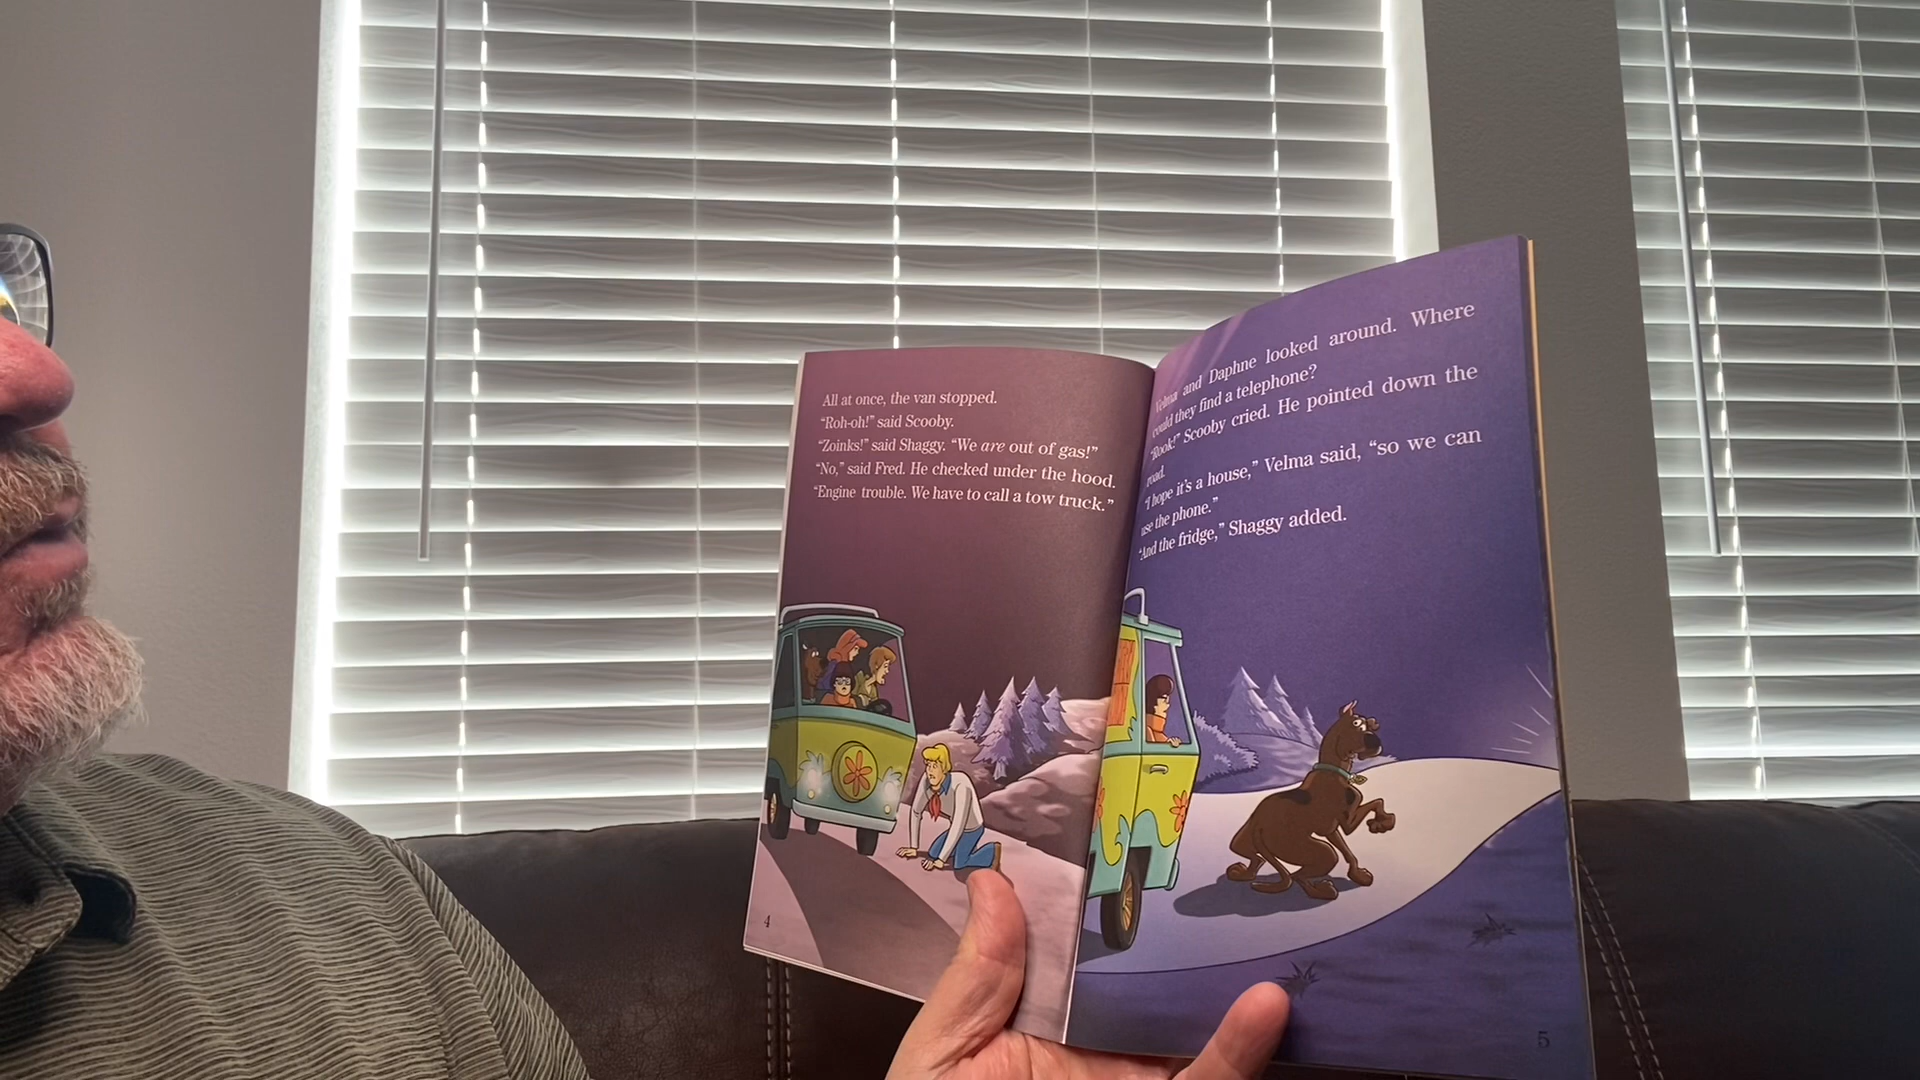 All at once, the van stopped.
“Roh-oh!” said Scooby.
“Zoinks!” said Shaggy. “We are out of gas!”
“No,” said Fred. He checked under the hood.
“Engine trouble. We have to call a tow truck.”
4
Velma and Daphne looked around. Where
could they find a telephone?
“Rook!” Scooby cried. He pointed down the
road.
“I hope it’s a house,” Velma said, “so we can
use the phone.”
“And the fridge,” Shaggy added.
5